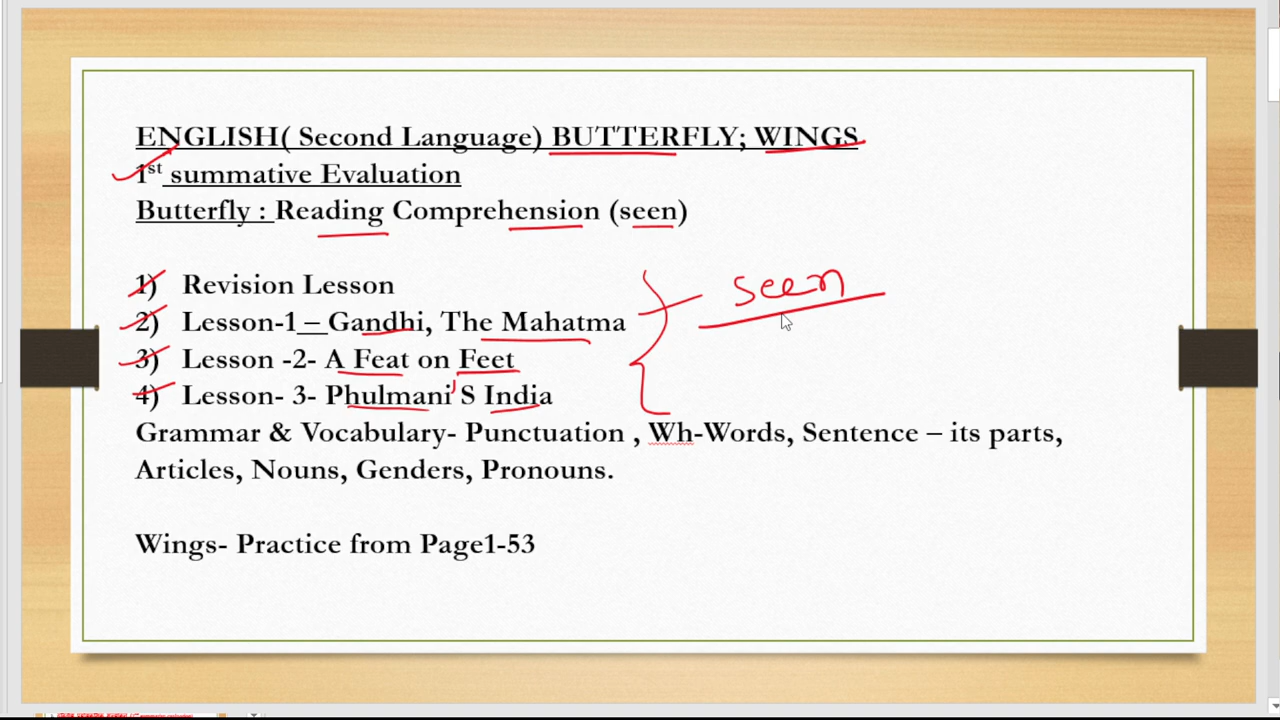 ENGLISH( Second Language) BUTTERFLY; WINGS
1st summative Evaluation
Butterfly : Reading Comprehension (seen)
1) Revision Lesson
2) Lesson-1 – Gandhi, The Mahatma
seen
3) Lesson -2- A Feat on Feet
4) Lesson- 3- Phulmani'S India
Grammar & Vocabulary- Punctuation , Wh-Words, Sentence – its parts,
Articles, Nouns, Genders, Pronouns.
Wings- Practice from Page1-53